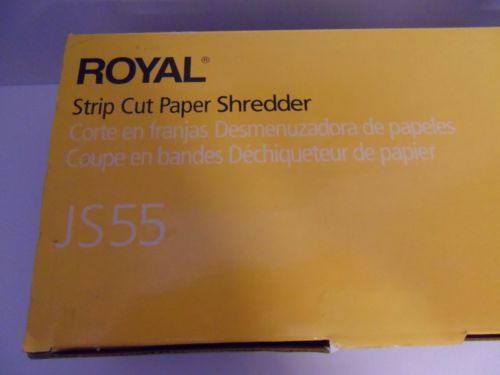 ROYAL®
Strip Cut Paper Shredder
Corte en franjas Desmenuzadora de papeles
Coupe en bandes Déchiqueteur de papier
JS55